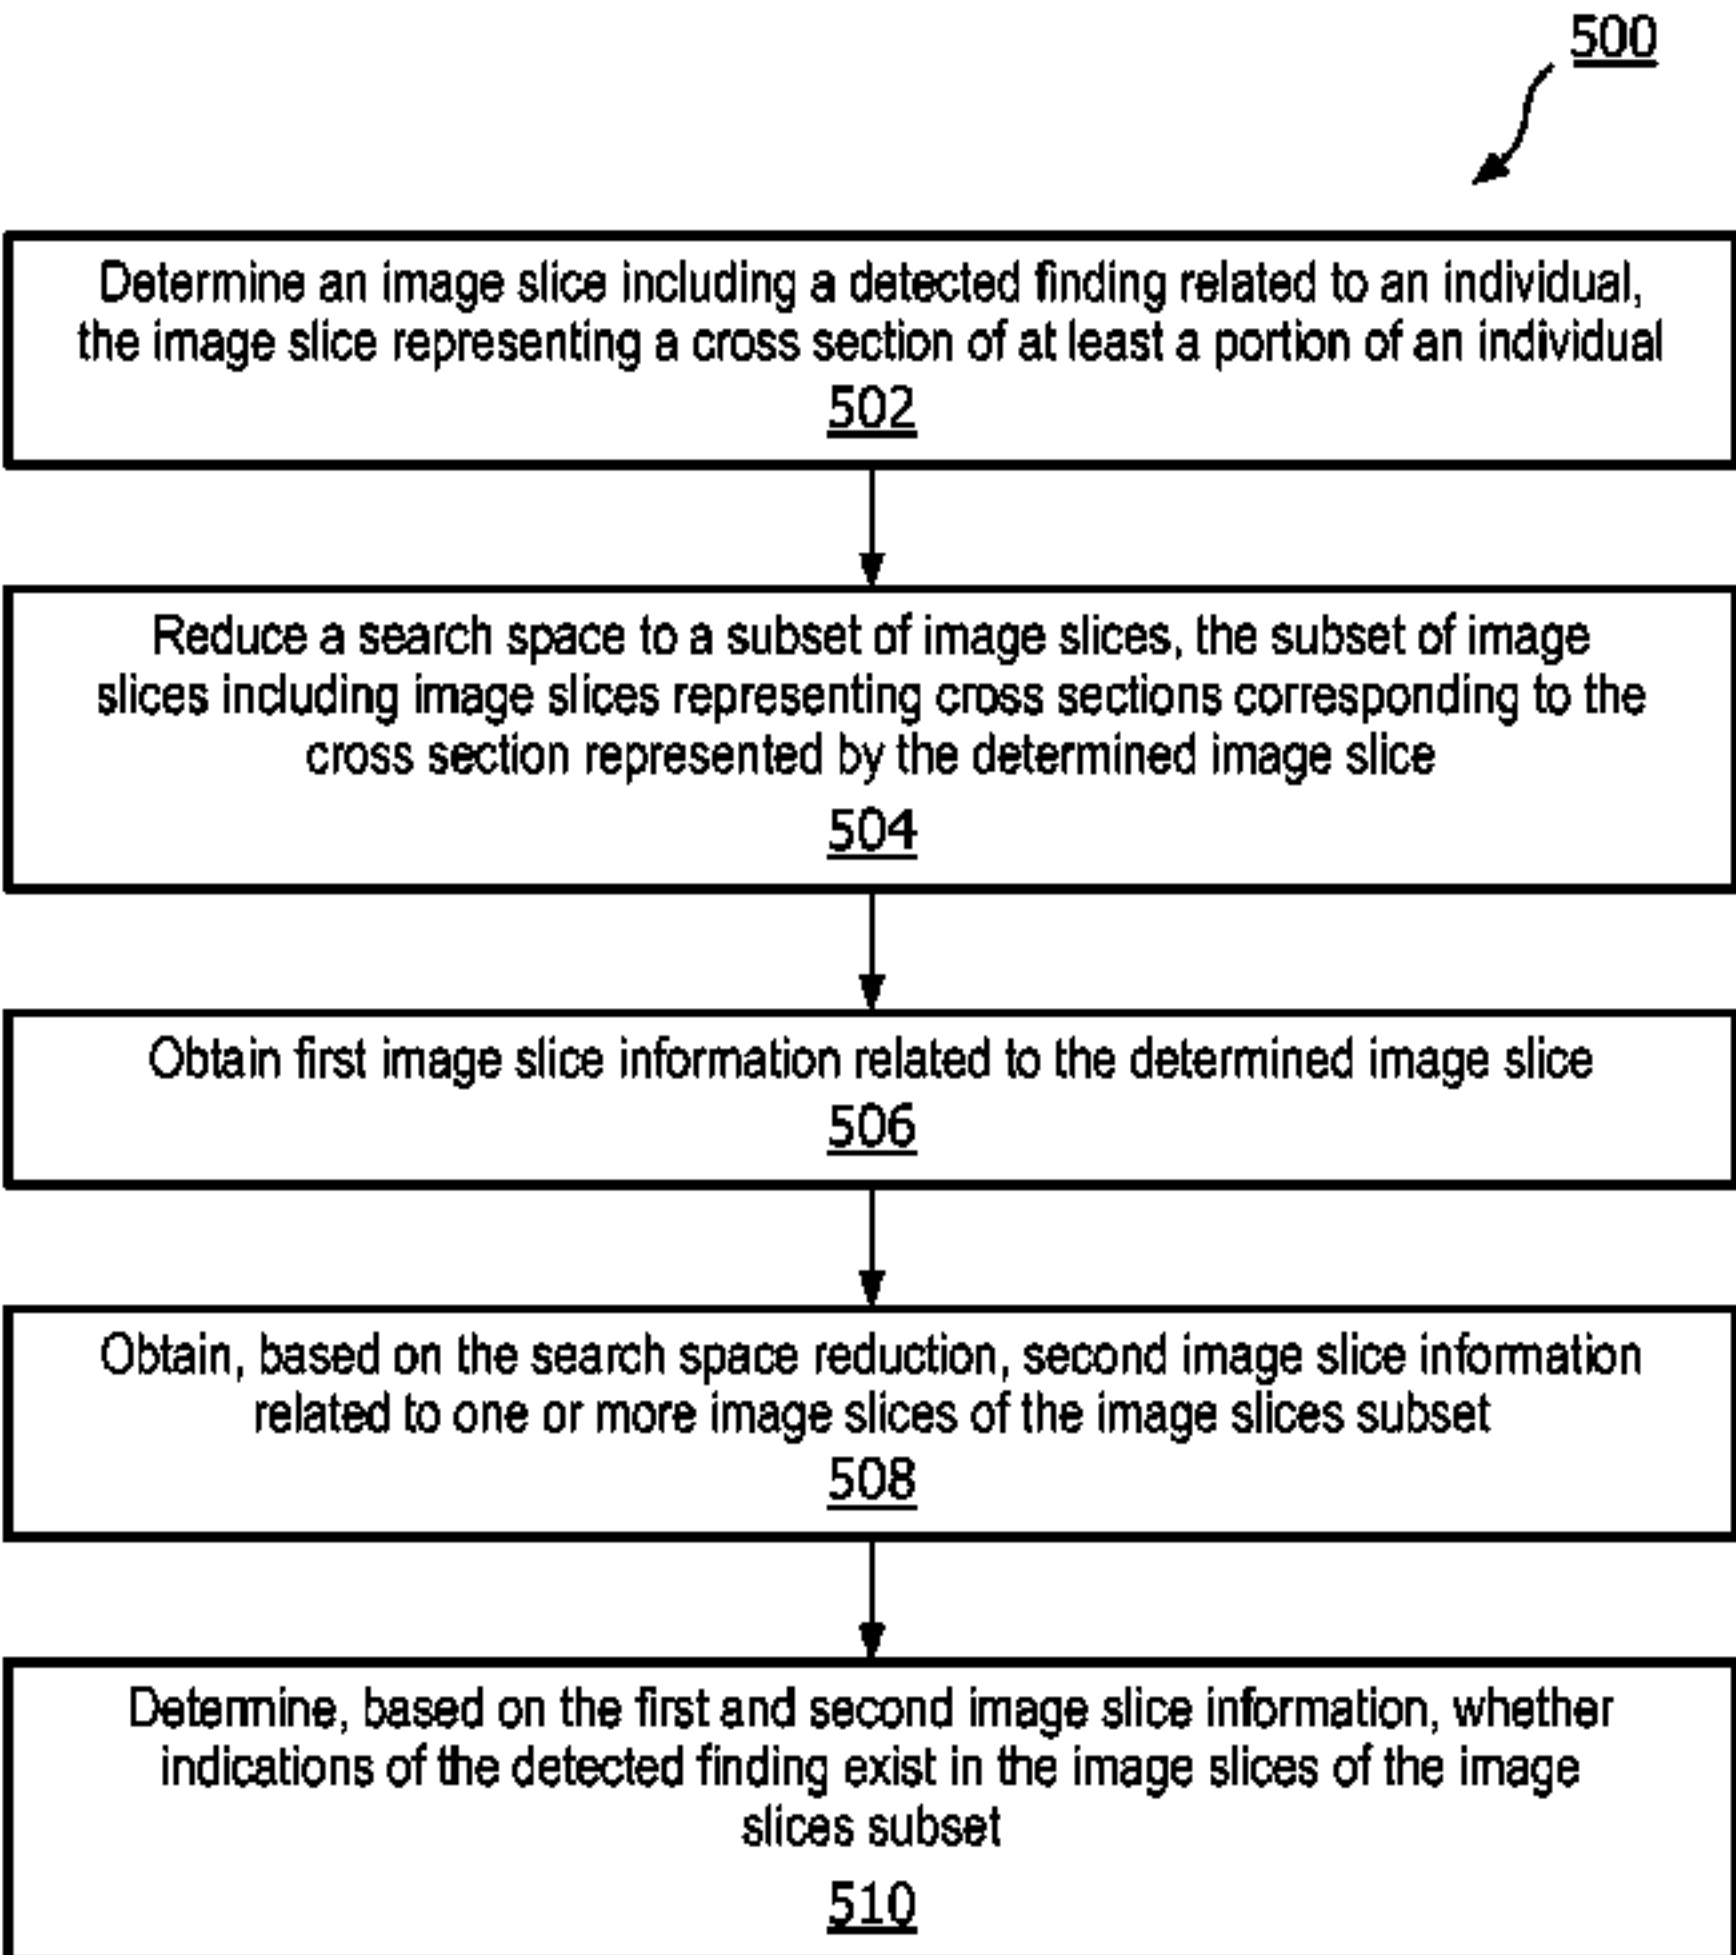 500
Determine an image slice including a detected finding related to an individual,
the image slice representing a cross section of at least a portion of an individual
502
Reduce a search space to a subset of image slices, the subset of image
slices including image slices representing cross sections corresponding to the
cross section represented by the determined image slice
504
Obtain first image slice information related to the determined image slice
506
Obtain, based on the search space reduction, second image slice information
related to one or more image slices of the image slices subset
508
Determine, based on the first and second image slice information, whether
indications of the detected finding exist in the image slices of the image
slices subset
510